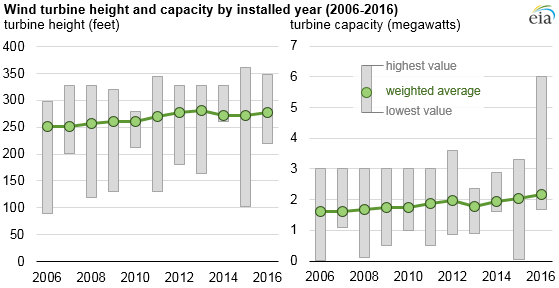 Wind turbine height and capacity by installed year (2006-2016)
turbine height (feet)
turbine capacity (megawatts)
eia
400
350
300
250
200
150
100
50
0
2006 2008 2010 2012 2014 2016
7
6
5
4
3
2
1
0
highest value
weighted average
lowest value
2006 2008 2010 2012 2014 2016